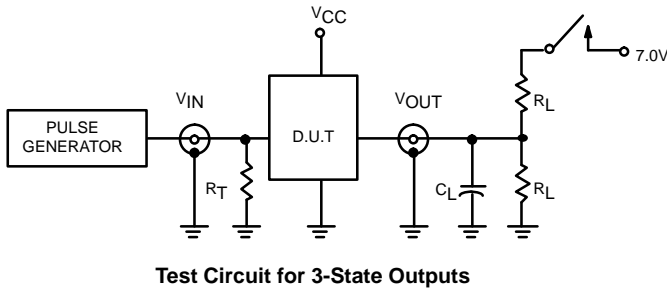 VCC
7.0V
VIN
VOUT
RL
PULSE
GENERATOR
D.U.T
RT
CL
RL
Test Circuit for 3-State Outputs